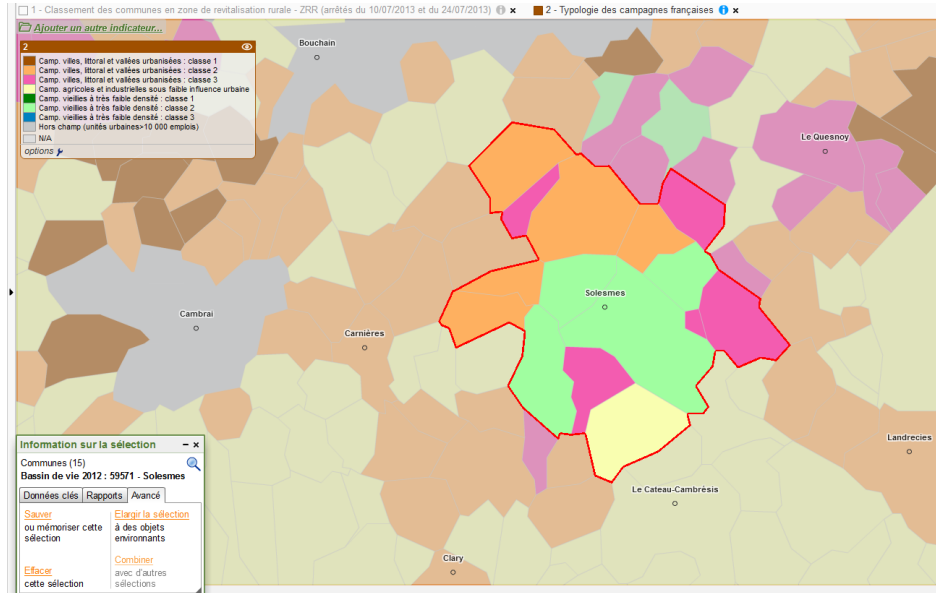 1 - Classement des communes en zone de revitalisation rurale - ZRR (arrêtés du 10/07/2013 et du 24/07/2013)
2 - Typologie des campagnes françaises
Ajouter un autre indicateur...
2
Camp. villes, littoral et vallées urbanisées : classe 1
Camp. villes, littoral et vallées urbanisées : classe 2
Camp. villes, littoral et vallées urbanisées : classe 3
Camp. agricoles et industrielles sous faible influence urbaine
Camp. vieilles à très faible densité : classe 1
Camp. vieilles à très faible densité : classe 2
Camp. vieilles à très faible densité : classe 3
Hors champ (unités urbaines>10 000 emplois)
N/A
options
Bouchain
Le Quesnoy
Solesmes
Cambrai
Carnières
Landrecies
Le Cateau-Cambrésis
Clary
Information sur la sélection
Communes (15)
Bassin de vie 2012 : 59571 - Solesmes
Données clés Rapports Avancé
Sauver
ou mémoriser cette
sélection
Elargir la sélection
à des objets
environnants
Effacer
cette sélection
Combiner
avec d'autres
sélections